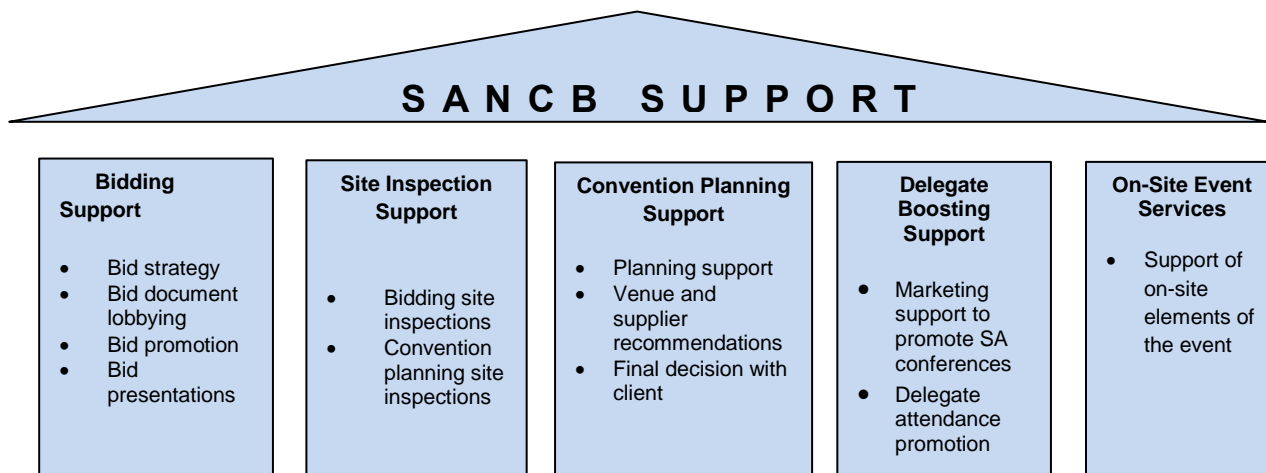 SANCB SUPPORT
Bidding
Support
• Bid strategy
• Bid document
lobbying
• Bid promotion
• Bid
presentations
Site Inspection
Support
• Bidding site
inspections
• Convention
planning site
inspections
Convention Planning
Support
• Planning support
• Venue and
supplier
recommendations
• Final decision with
client
Delegate
Boosting
Support
• Marketing
support to
promote SA
conferences
• Delegate
attendance
promotion
On-Site Event
Services
• Support of
on-site
elements of
the event